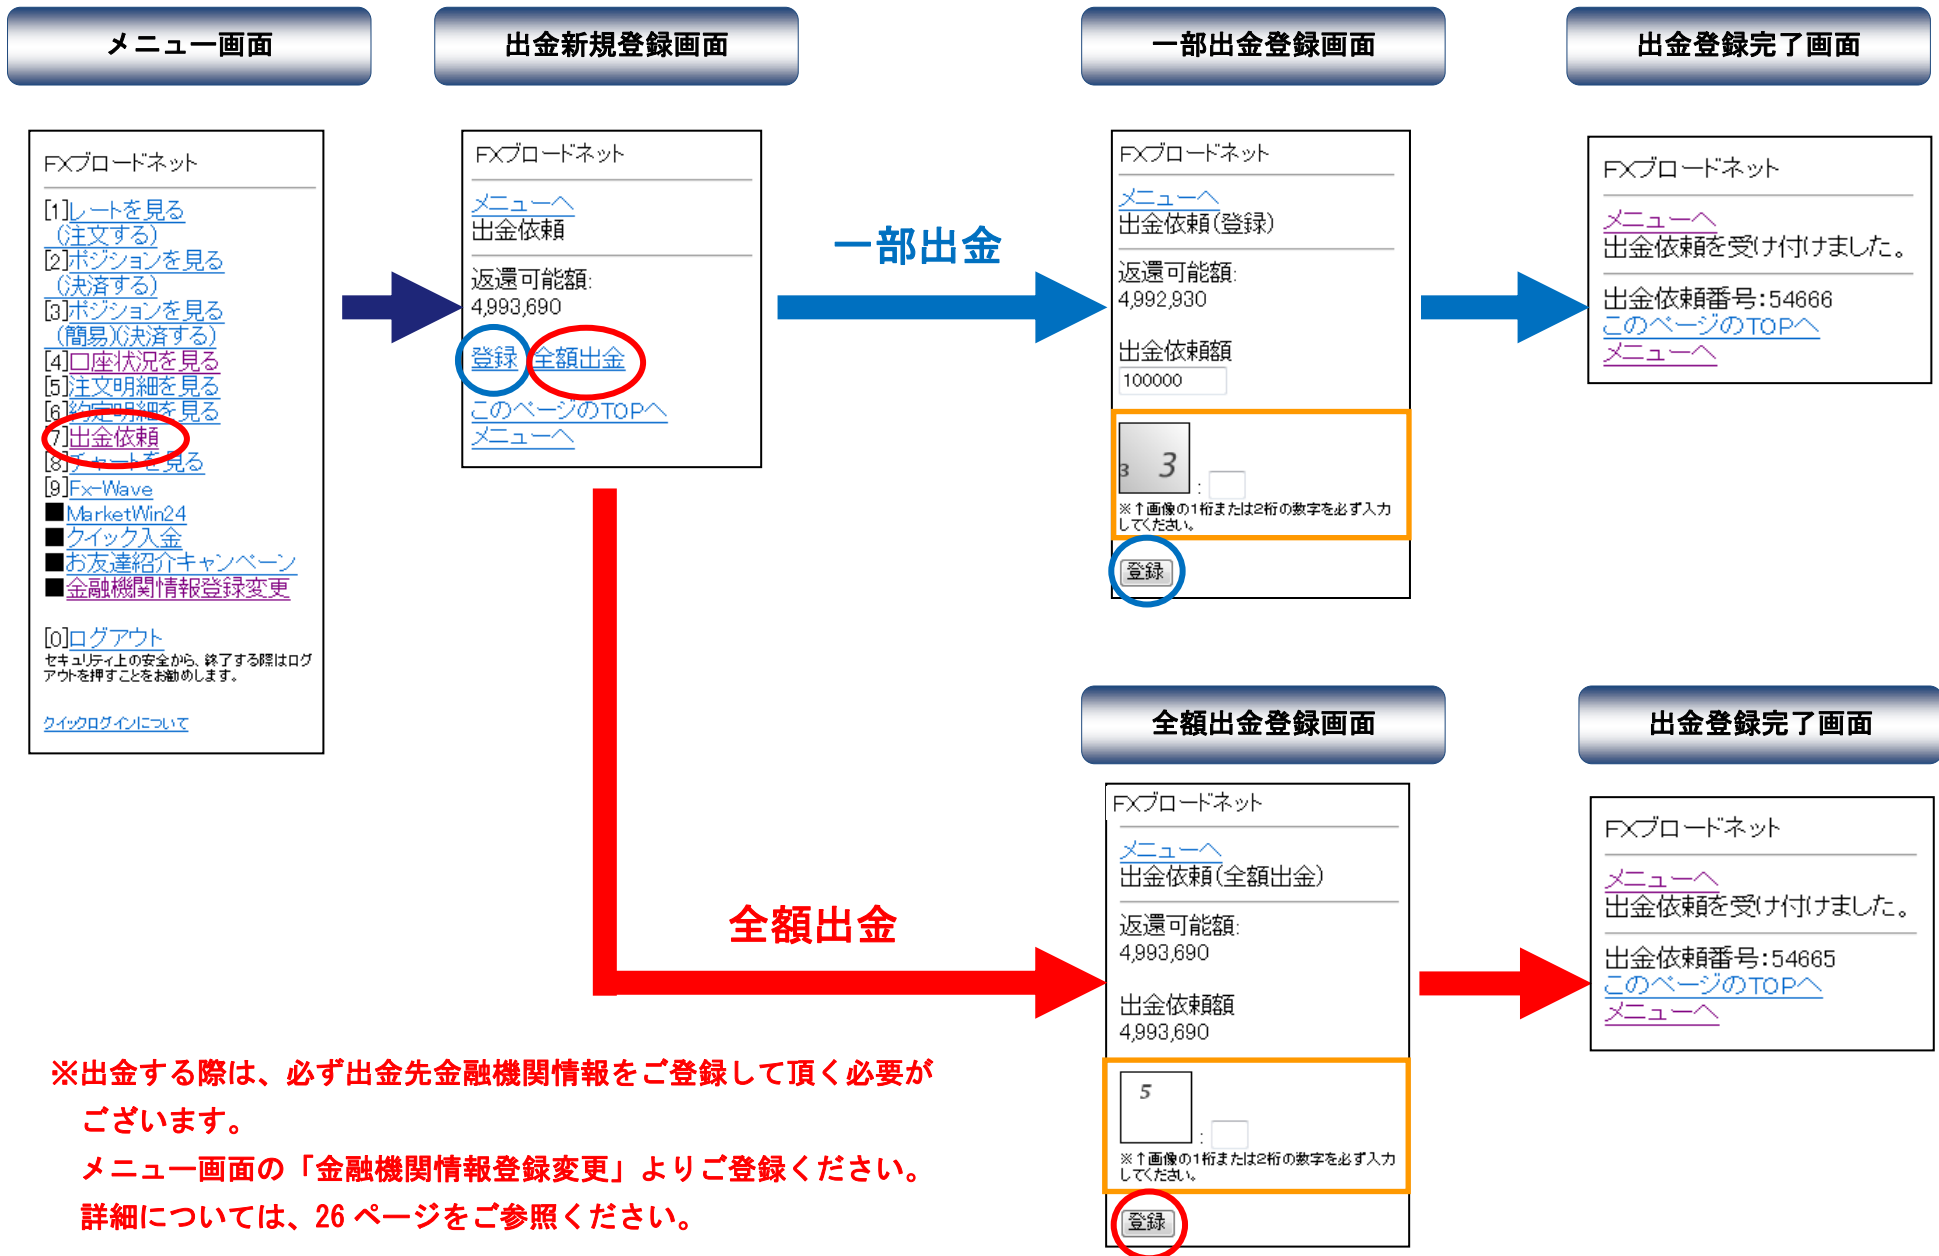 メニュー画面
出金新規登録画面
一部出金登録画面
出金登録完了画面
FXブロードネット
[1]レートを見る
(注文する)
[2]ポジションを見る
(決済する)
[3]ポジションを見る
(簡易)(決済する)
[4]口座状況を見る
[5]注文明細を見る
[6]約定明細を見る
[7]出金依頼
[8]チャートを見る
[9]Fx-Wave
■MarketWin24
■クイック入金
■お友達紹介キャンペーン
■金融機関情報登録変更
[0]ログアウト
セキュリティ上の安全から、終了する際はログ
アウトを押すことをお勧めします。
クイックログインについて
FXブロードネット
メニューへ
出金依頼
返還可能額:
4,993,690
登録 全額出金
このページのTOPへ
メニューへ
一部出金
FXブロードネット
メニューへ
出金依頼(登録)
返還可能額:
4,992,930
出金依頼額
100000
3 3
:
※↑画像の1桁または2桁の数字を必ず入力
してください。
登録
FXブロードネット
メニューへ
出金依頼を受け付けました。
出金依頼番号:54666
このページのTOPへ
メニューへ
全額出金登録画面
出金登録完了画面
全額出金
FXブロードネット
メニューへ
出金依頼(全額出金)
返還可能額:
4,993,690
出金依頼額
4,993,690
5
:
※↑画像の1桁または2桁の数字を必ず入力
してください。
登録
FXブロードネット
メニューへ
出金依頼を受け付けました。
出金依頼番号:54665
このページのTOPへ
メニューへ
※出金する際は、必ず出金先金融機関情報をご登録して頂く必要が
ございます。
メニュー画面の「金融機関情報登録変更」よりご登録ください。
詳細については、26 ページをご参照ください。